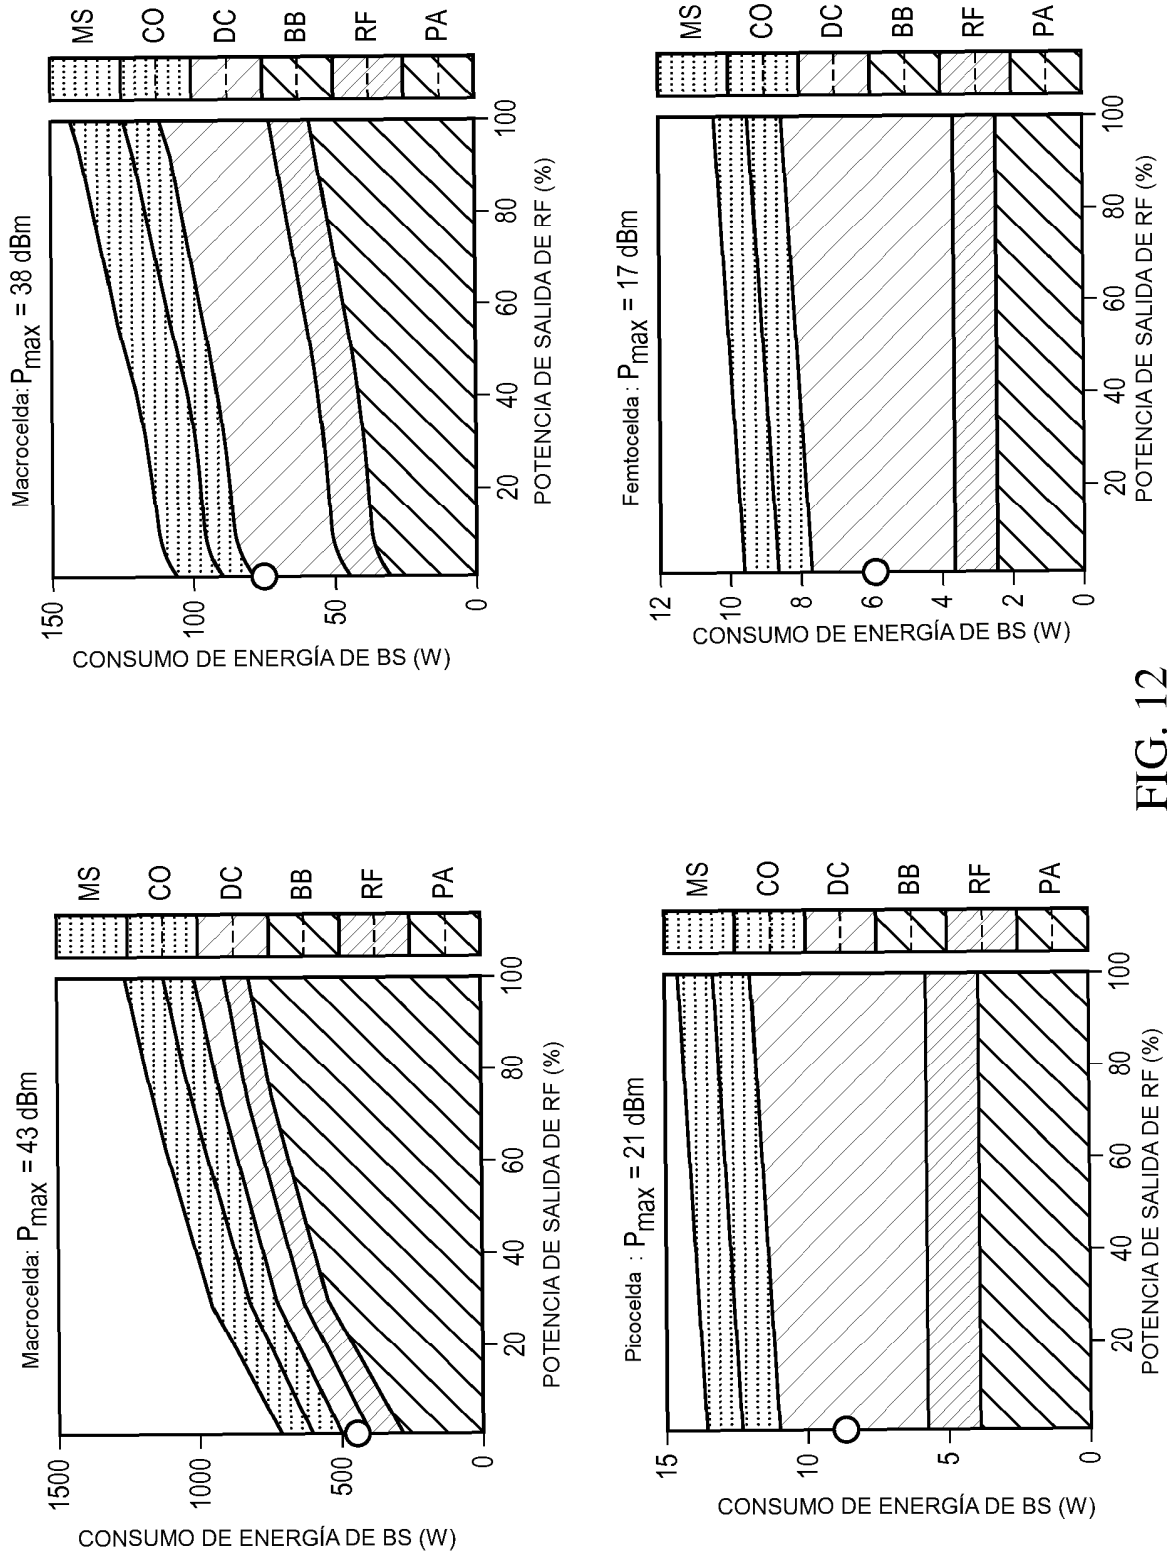 Macrocelda: Pmax = 43 dBm
CONSUMO DE ENERGÍA DE BS (W)
1500
1000
500
0
20
40
60
80
100
POTENCIA DE SALIDA DE RF (%)
MS
CO
DC
BB
RF
PA
Macrocelda: Pmax = 38 dBm
CONSUMO DE ENERGÍA DE BS (W)
150
100
50
0
20
40
60
80
100
POTENCIA DE SALIDA DE RF (%)
MS
CO
DC
BB
RF
PA
Picocelda : Pmax = 21 dBm
CONSUMO DE ENERGÍA DE BS (W)
15
10
5
0
20
40
60
80
100
POTENCIA DE SALIDA DE RF (%)
MS
CO
DC
BB
RF
PA
Femtocelda : Pmax = 17 dBm
CONSUMO DE ENERGÍA DE BS (W)
12
10
8
6
4
2
0
20
40
60
80
100
POTENCIA DE SALIDA DE RF (%)
MS
CO
DC
BB
RF
PA
FIG. 12